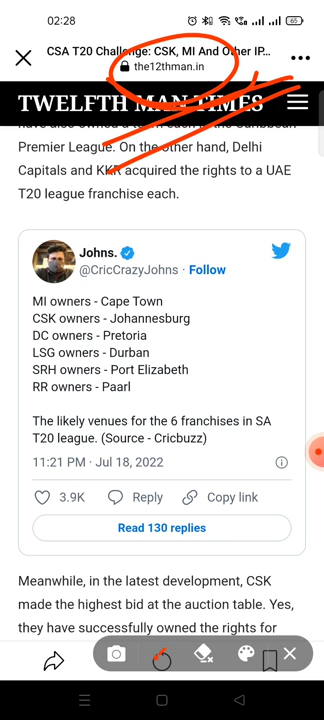 02:28
65
CSA T20 Challenge: CSK, MI And Other IP...
the12thman.in
TWELFTH MAN TIMES
have also owned a team each in the Caribbean
Premier League. On the other hand, Delhi
Capitals and KKR acquired the rights to a UAE
T20 league franchise each.
Johns.
@CricCrazyJohns · Follow
MI owners - Cape Town
CSK owners - Johannesburg
DC owners - Pretoria
LSG owners - Durban
SRH owners - Port Elizabeth
RR owners - Paarl
The likely venues for the 6 franchises in SA
T20 league. (Source - Cricbuzz)
11:21 PM · Jul 18, 2022
3.9K Reply Copy link
Read 130 replies
Meanwhile, in the latest development, CSK
made the highest bid at the auction table. Yes,
they have successfully owned the rights for